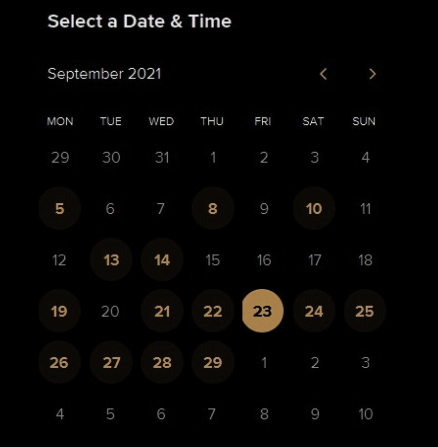 Select a Date & Time
September 2021
MON TUE WED THU FRI SAT SUN
29 30 31 1 2 3 4
5 6 7 8 9 10 11
12 13 14 15 16 17 18
19 20 21 22 23 24 25
26 27 28 29 1 2 3
4 5 6 7 8 9 10